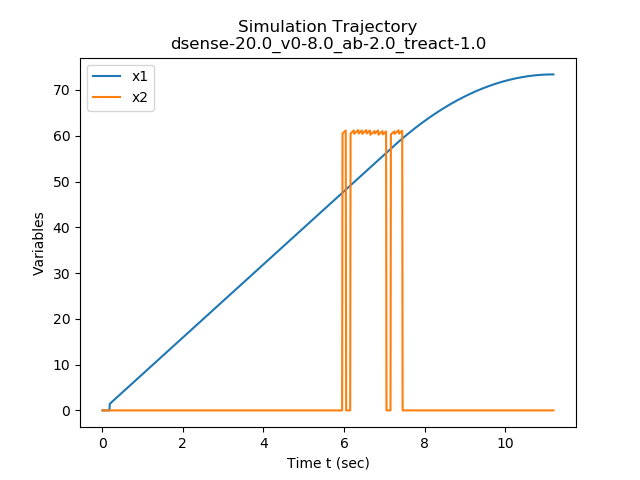 Simulation Trajectory
dsense-20.0_v0-8.0_ab-2.0_treact-1.0
x1
x2
70
60
50
40
30
20
10
0
Variables
0 2 4 6 8 10
Time t (sec)